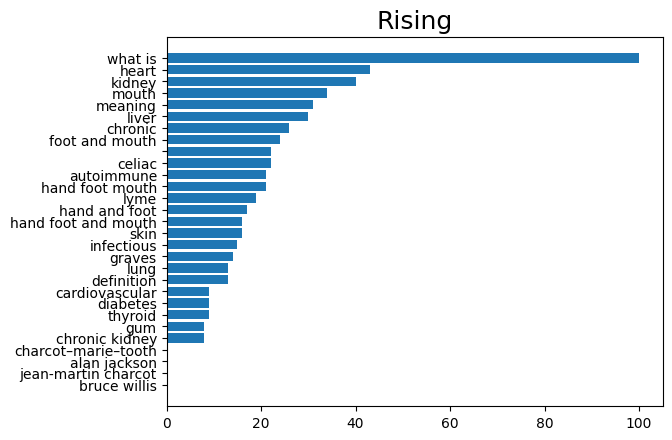 Rising
what is
heart
kidney
mouth
meaning
liver
chronic
foot and mouth
celiac
autoimmune
hand foot mouth
lyme
hand and foot
hand foot and mouth
skin
infectious
graves
lung
definition
cardiovascular
diabetes
thyroid
gum
chronic kidney
charcot–marie–tooth
alan jackson
jean-martin charcot
bruce willis
0 20 40 60 80 100